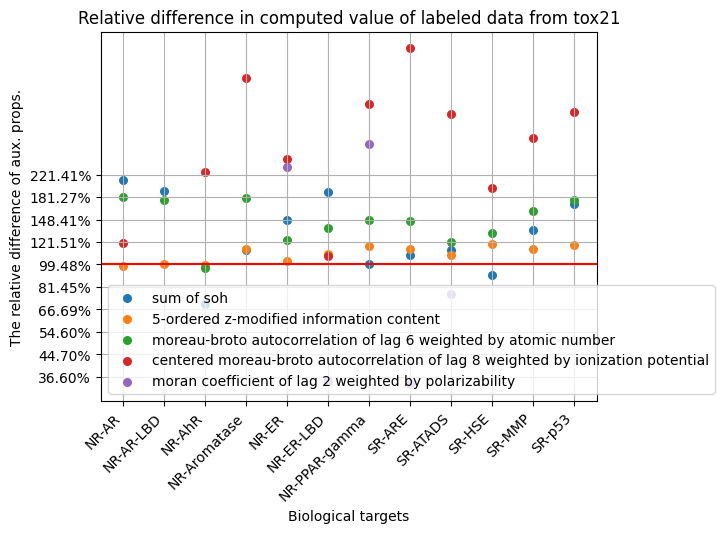 Relative difference in computed value of labeled data from tox21
The relative difference of aux. props.
221.41%
181.27%
148.41%
121.51%
99.48%
81.45%
66.69%
54.60%
44.70%
36.60%
sum of soh
5-ordered z-modified information content
moreau-broto autocorrelation of lag 6 weighted by atomic number
centered moreau-broto autocorrelation of lag 8 weighted by ionization potential
moran coefficient of lag 2 weighted by polarizability
NR-AR
NR-AR-LBD
NR-AhR
NR-Aromatase
NR-ER
NR-ER-LBD
NR-PPAR-gamma
SR-ARE
SR-ATAD5
SR-HSE
SR-MMP
SR-p53
Biological targets